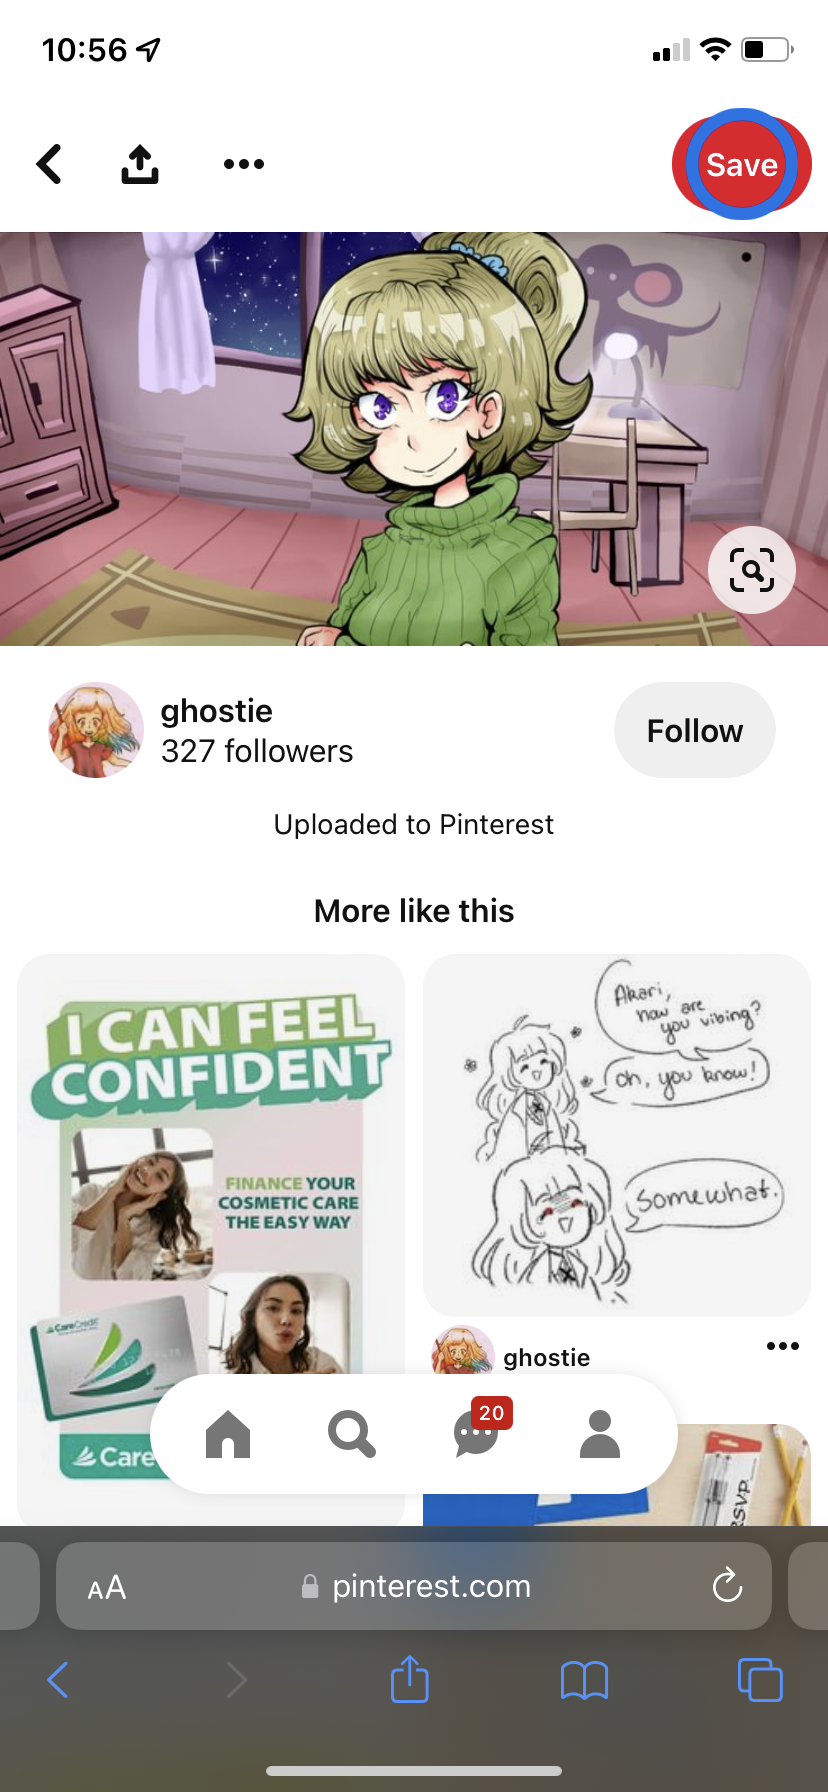 10:56
Save
ghostie
327 followers
Follow
Uploaded to Pinterest
More like this
I CAN FEEL
CONFIDENT
FINANCE YOUR
COSMETIC CARE
THE EASY WAY
CareCredit
Care
Akari,
how are
you vibing?
oh, you know!
Somewhat.
ghostie
20
RSVP
AA
pinterest.com